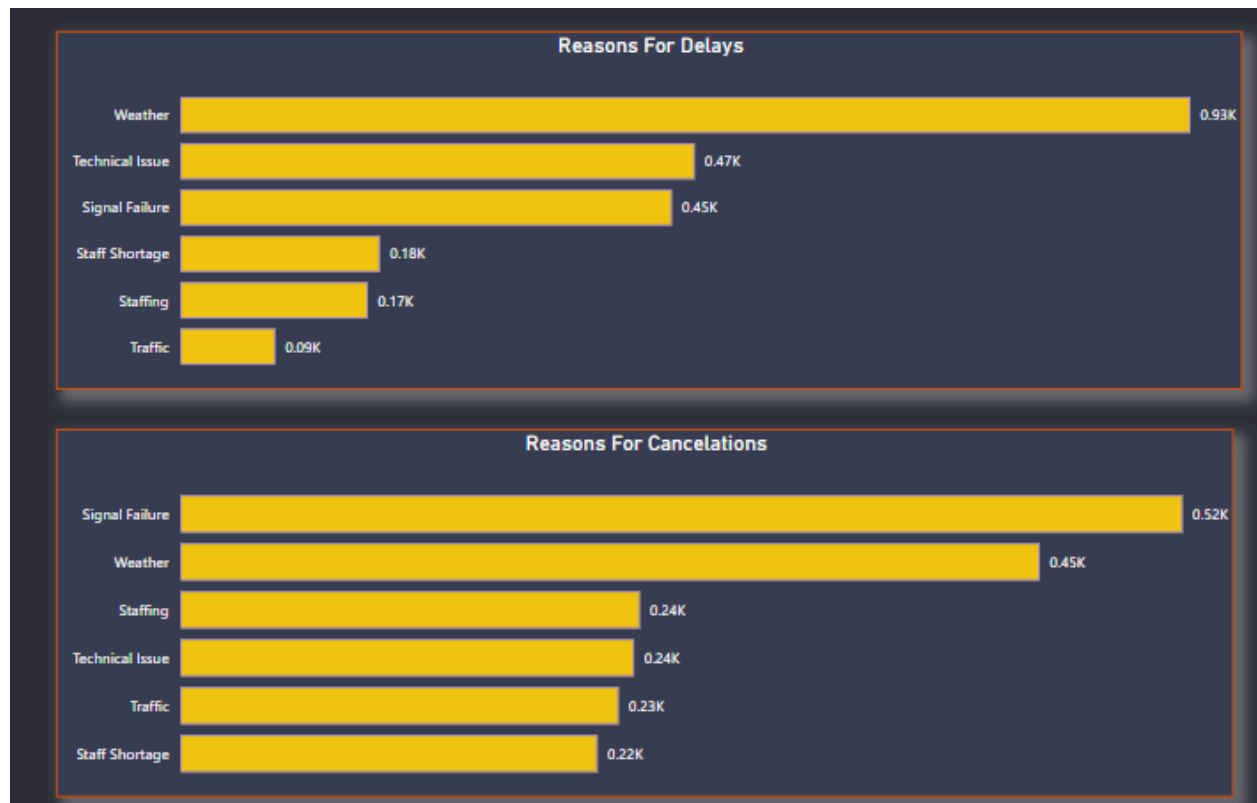 Reasons For Delays
Weather 0.93K
Technical Issue 0.47K
Signal Failure 0.45K
Staff Shortage 0.18K
Staffing 0.17K
Traffic 0.09K
Reasons For Cancelations
Signal Failure 0.52K
Weather 0.45K
Staffing 0.24K
Technical Issue 0.24K
Traffic 0.23K
Staff Shortage 0.22K